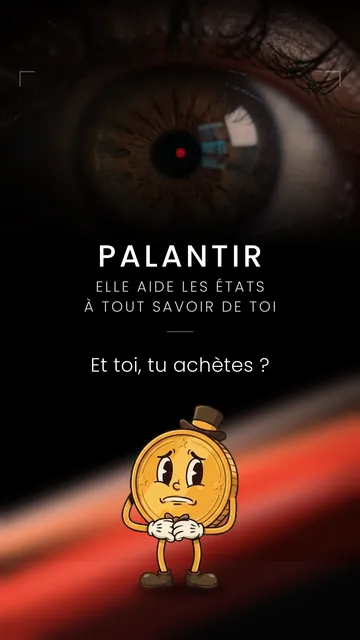 PALANTIR
ELLE AIDE LES ÉTATS
À TOUT SAVOIR DE TOI
Et toi, tu achètes ?